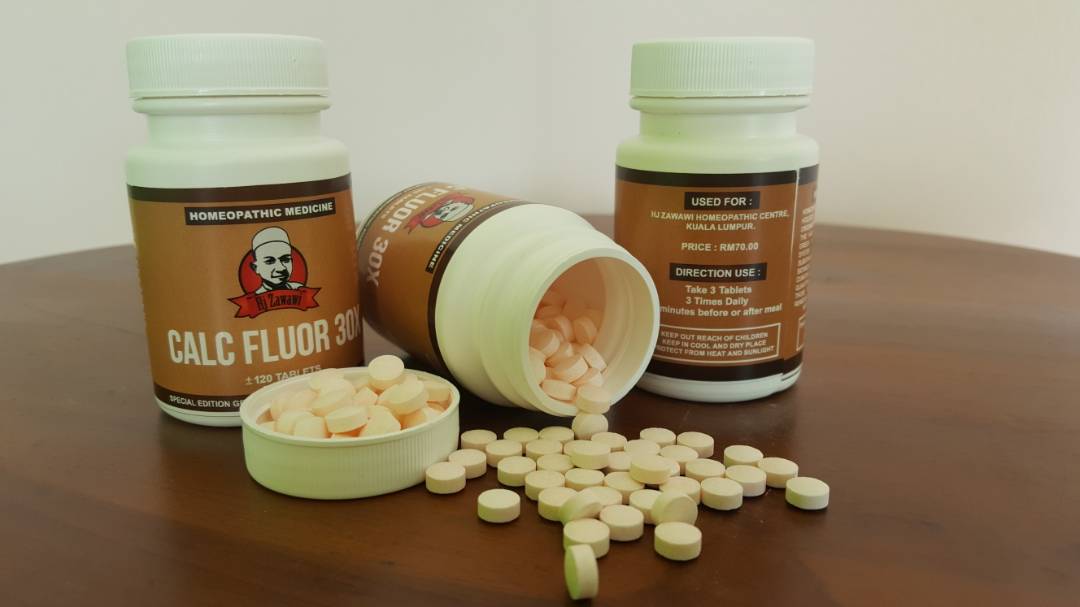 HOMEOPATHIC MEDICINE
Hj Zawawi
CALC FLUOR 30X
±120 TABLETS
SPECIAL EDITION
FLUOR 30X
MEDICINE
USED FOR :
HJ ZAWAWI HOMEOPATHIC CENTRE,
KUALA LUMPUR.
PRICE : RM70.00
DIRECTION USE :
Take 3 Tablets
3 Times Daily
minutes before or after meal
KEEP OUT REACH OF CHILDREN
KEEP IN COOL AND DRY PLACE
PROTECT FROM HEAT AND SUNLIGHT